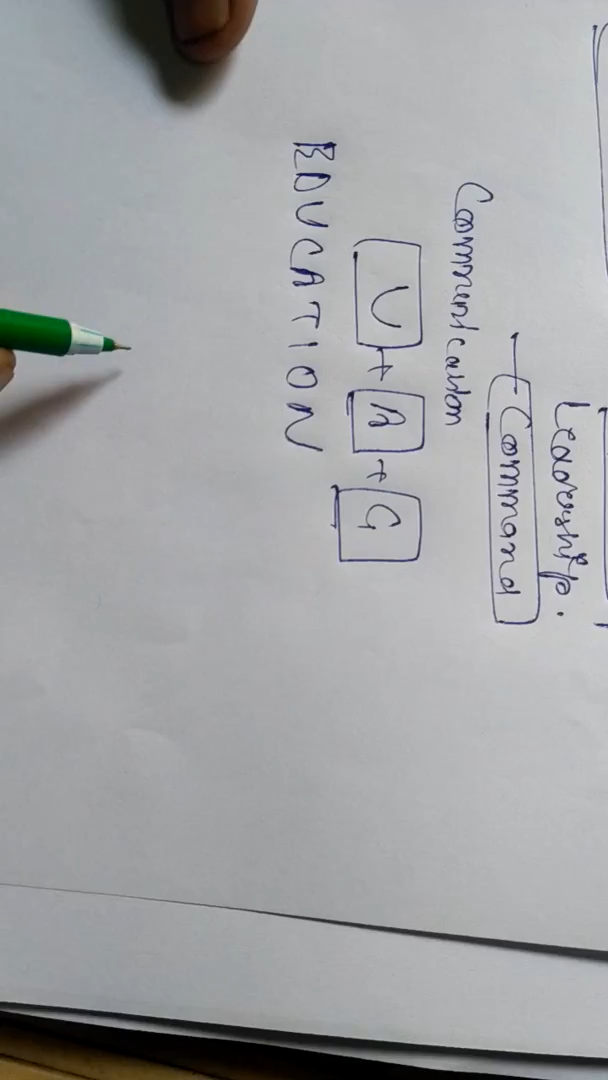 Leadership.
→ Command
Communication
U + A + G
EDUCATION